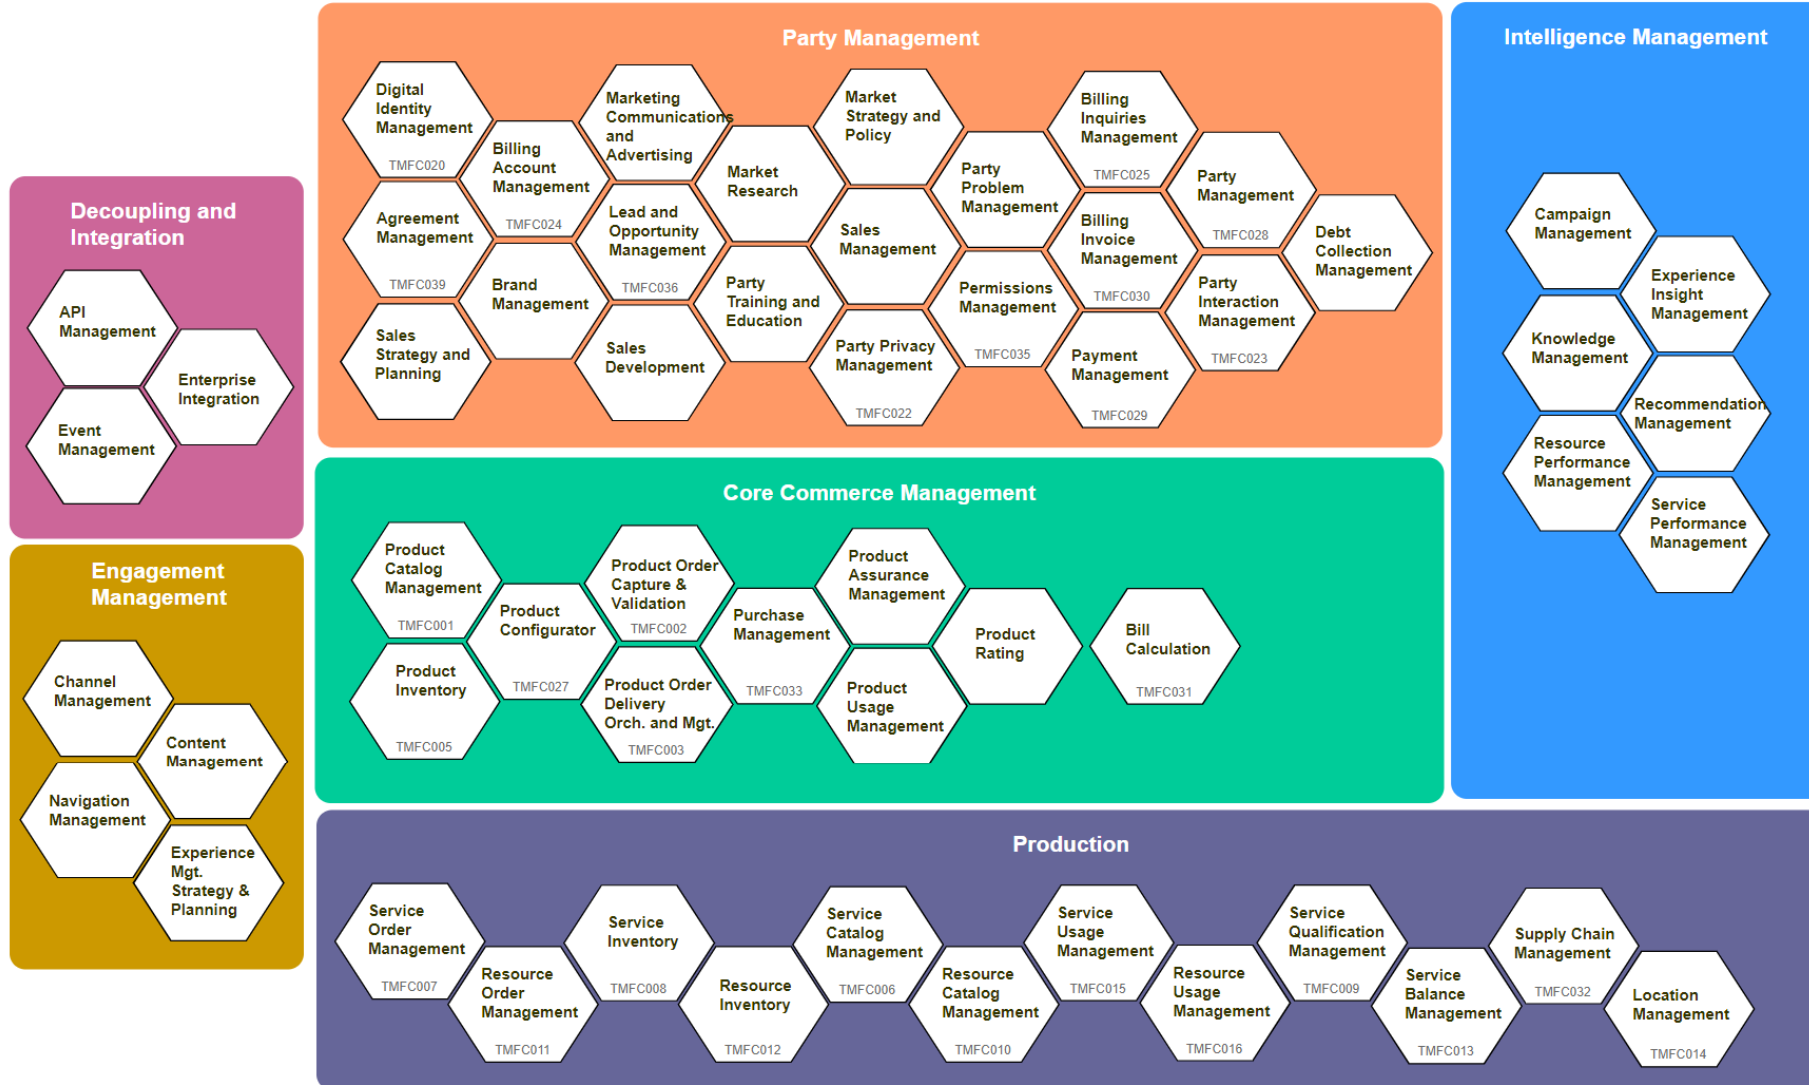 Party Management
Digital
Identity
Management
TMFC020
Billing
Account
Management
TMFC024
Marketing
Communications
and
Advertising
Market
Research
Market
Strategy and
Policy
Party
Problem
Management
Billing
Inquiries
Management
TMFC025
Party
Management
TMFC028
Debt
Collection
Management
Agreement
Management
TMFC039
Brand
Management
Lead and
Opportunity
Management
TMFC036
Party
Training and
Education
Sales
Management
Permissions
Management
TMFC035
Billing
Invoice
Management
TMFC030
Party
Interaction
Management
TMFC023
Sales
Strategy and
Planning
Sales
Development
Party Privacy
Management
TMFC022
Payment
Management
TMFC029
Intelligence Management
Campaign
Management
Experience
Insight
Management
Knowledge
Management
Recommendation
Management
Resource
Performance
Management
Service
Performance
Management
Decoupling and
Integration
API
Management
Enterprise
Integration
Event
Management
Core Commerce Management
Product
Catalog
Management
TMFC001
Product
Configurator
TMFC027
Product Order
Capture &
Validation
TMFC002
Purchase
Management
TMFC033
Product
Assurance
Management
Product
Rating
Bill
Calculation
TMFC031
Product
Inventory
TMFC005
Product Order
Delivery
Orch. and Mgt.
TMFC003
Product
Usage
Management
Engagement
Management
Channel
Management
Content
Management
Navigation
Management
Experience
Mgt.
Strategy &
Planning
Production
Service
Order
Management
TMFC007
Resource
Order
Management
TMFC011
Service
Inventory
TMFC008
Resource
Inventory
TMFC012
Service
Catalog
Management
TMFC006
Resource
Catalog
Management
TMFC010
Service
Usage
Management
TMFC015
Resource
Usage
Management
TMFC016
Service
Qualification
Management
TMFC009
Service
Balance
Management
TMFC013
Supply Chain
Management
TMFC032
Location
Management
TMFC014